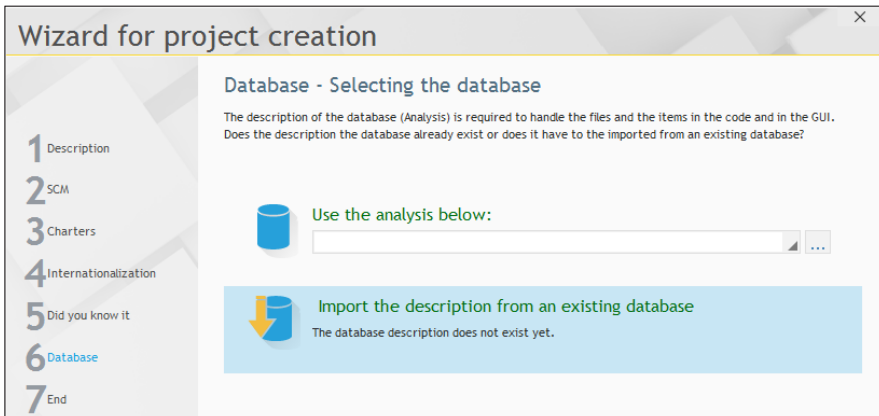 Wizard for project creation
Database - Selecting the database
The description of the database (Analysis) is required to handle the files and the items in the code and in the GUI.
Does the description the database already exist or does it have to the imported from an existing database?
1 Description
2 SCM
3 Charters
4 Internationalization
5 Did you know it
6 Database
7 End
Use the analysis below:
...
Import the description from an existing database
The database description does not exist yet.